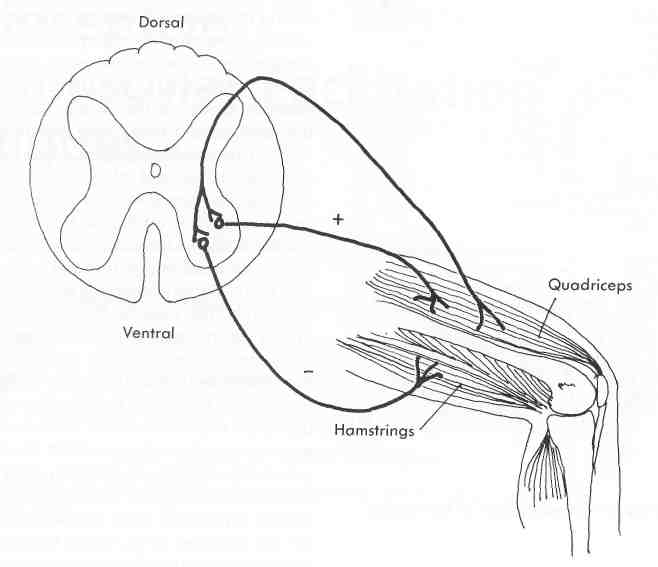 Dorsal
+
Quadriceps
Ventral
-
Hamstrings